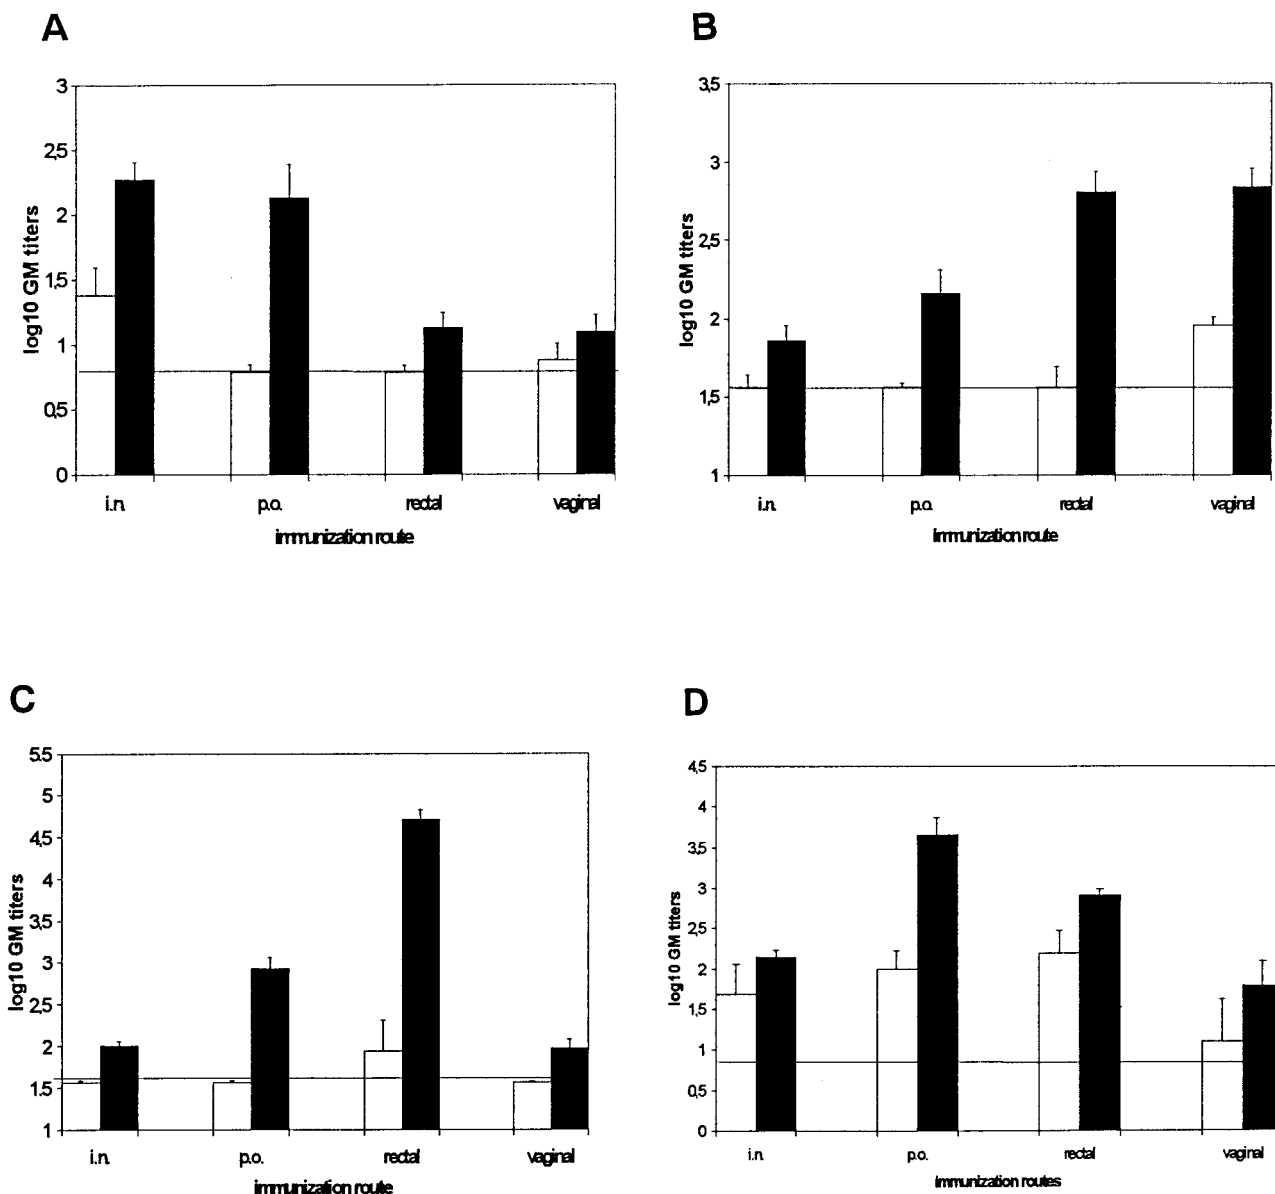 A
3
2,5
2
1,5
1
0,5
0
log10 GM titers
i.n. p.o. rectal vaginal
immunization route
B
3,5
3
2,5
2
1,5
1
log10 GM titers
i.n. p.o. rectal vaginal
immunization route
C
5,5
5
4,5
4
3,5
3
2,5
2
1,5
1
log10 GM titers
i.n. p.o. rectal vaginal
immunization route
D
4,5
4
3,5
3
2,5
2
1,5
1
0,5
0
log10 GM titers
i.n. p.o. rectal vaginal
Immunization routes